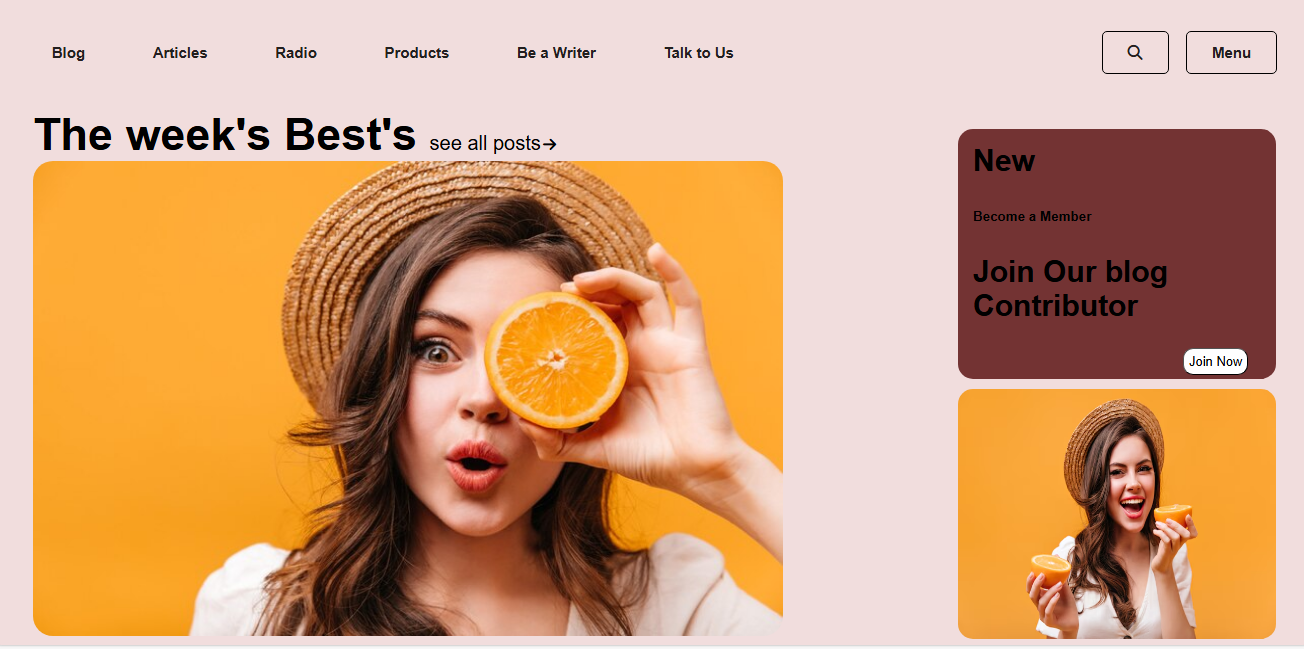 Blog Articles Radio Products Be a Writer Talk to Us Menu
The week's Best's see all posts→
New
Become a Member
Join Our blog
Contributor
Join Now